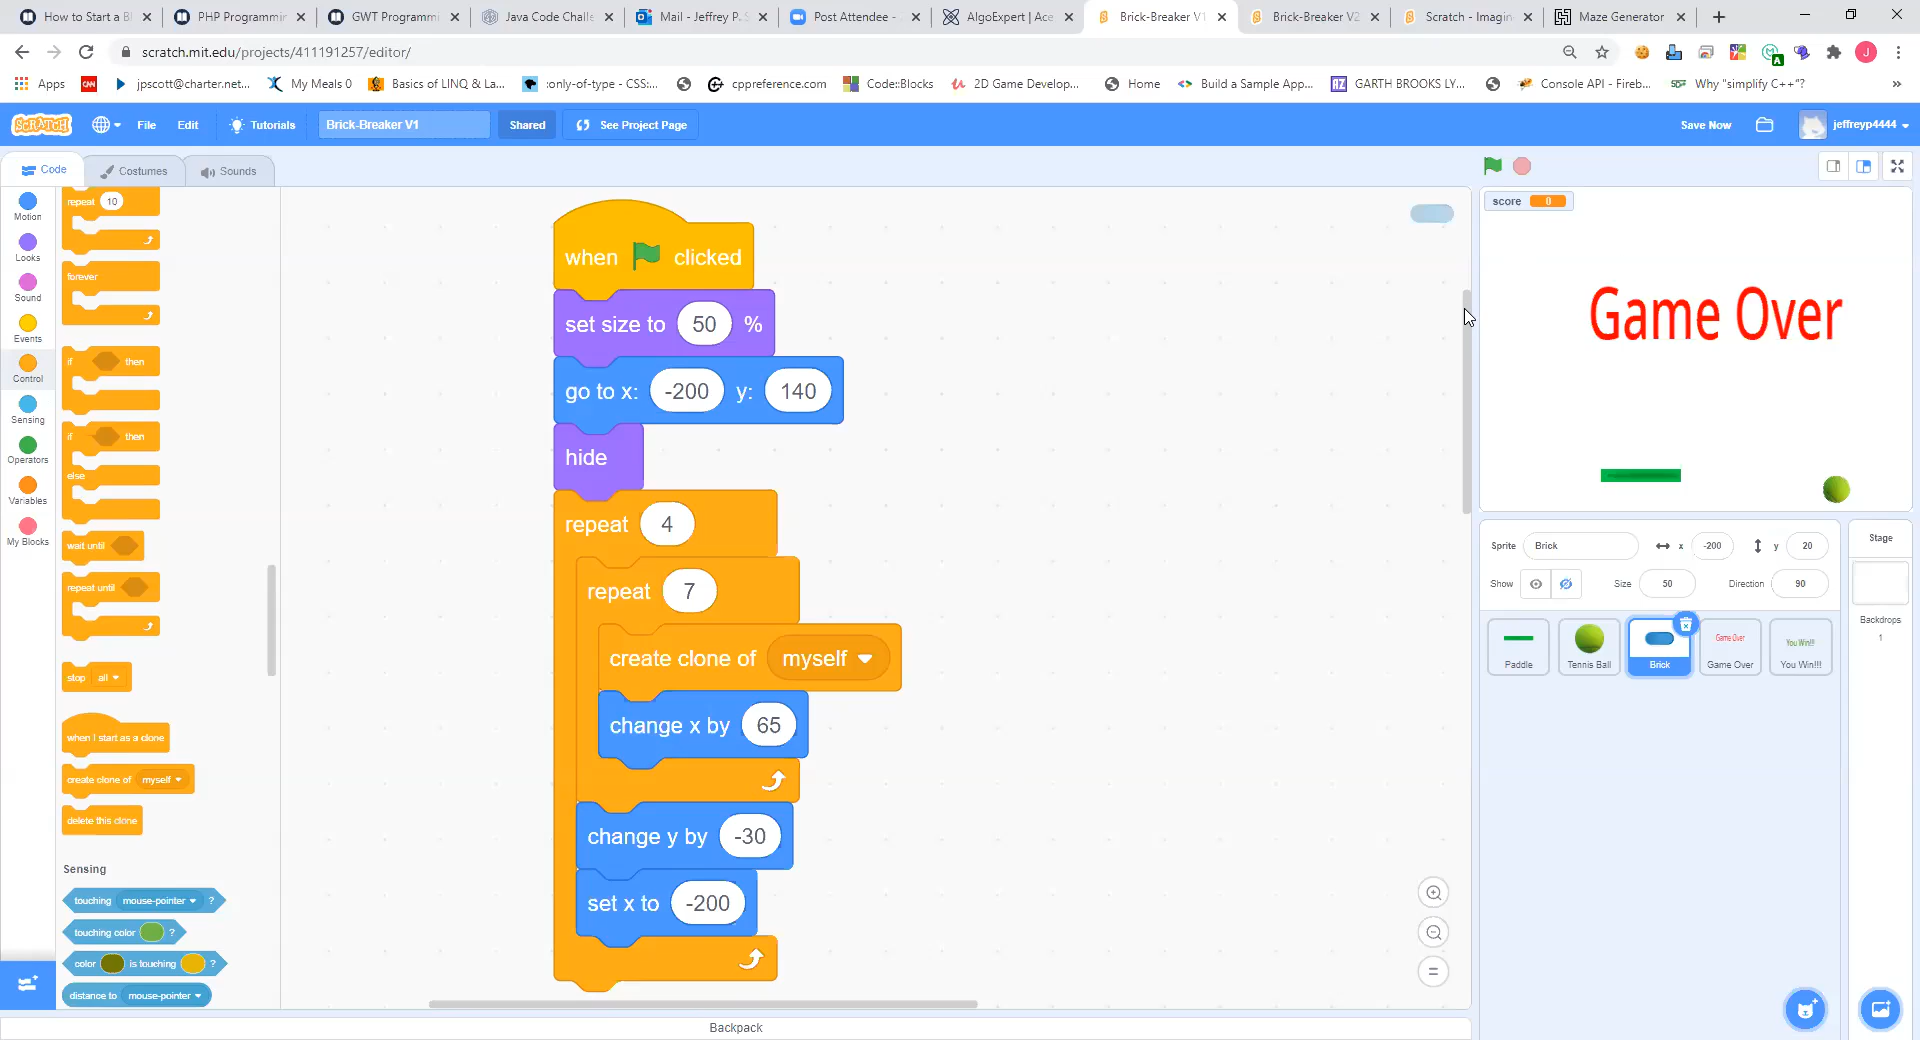 How to Start a B
PHP Programmin
GWT Programm
Java Code Challe
Mail - Jeffrey P. S
Post Attendee -
AlgoExpert | Ace
Brick-Breaker V1
Brick-Breaker V2
Scratch - Imagin
Maze Generator
scratch.mit.edu/projects/411191257/editor/
A
J
Apps
CNN
jpscott@charter.net...
My Meals 0
Basics of LINQ & La...
:only-of-type - CSS:...
cppreference.com
Code::Blocks
2D Game Develop...
Home
Build a Sample App...
AZ
GARTH BROOKS LY...
Console API - Fireb...
Why "simplify C++"?
SCRATCH
File
Edit
Tutorials
Brick-Breaker V1
Shared
See Project Page
Save Now
jeffreyp4444
Code
Costumes
Sounds
Motion
Looks
Sound
Events
Control
Sensing
Operators
Variables
My Blocks
repeat 10
forever
if then
if then
else
wait until
repeat until
stop all
when I start as a clone
create clone of myself
delete this clone
Sensing
touching mouse-pointer ?
touching color ?
color is touching ?
distance to mouse-pointer
when clicked
set size to 50 %
go to x: -200 y: 140
hide
repeat 4
repeat 7
create clone of myself
change x by 65
change y by -30
set x to -200
Backpack
score 0
Game Over
Sprite Brick x -200 y 20
Show Size 50 Direction 90
Paddle
Tennis Ball
Brick
Game Over
Game Over
You Win!!!
You Win!!!
Stage
Backdrops
1